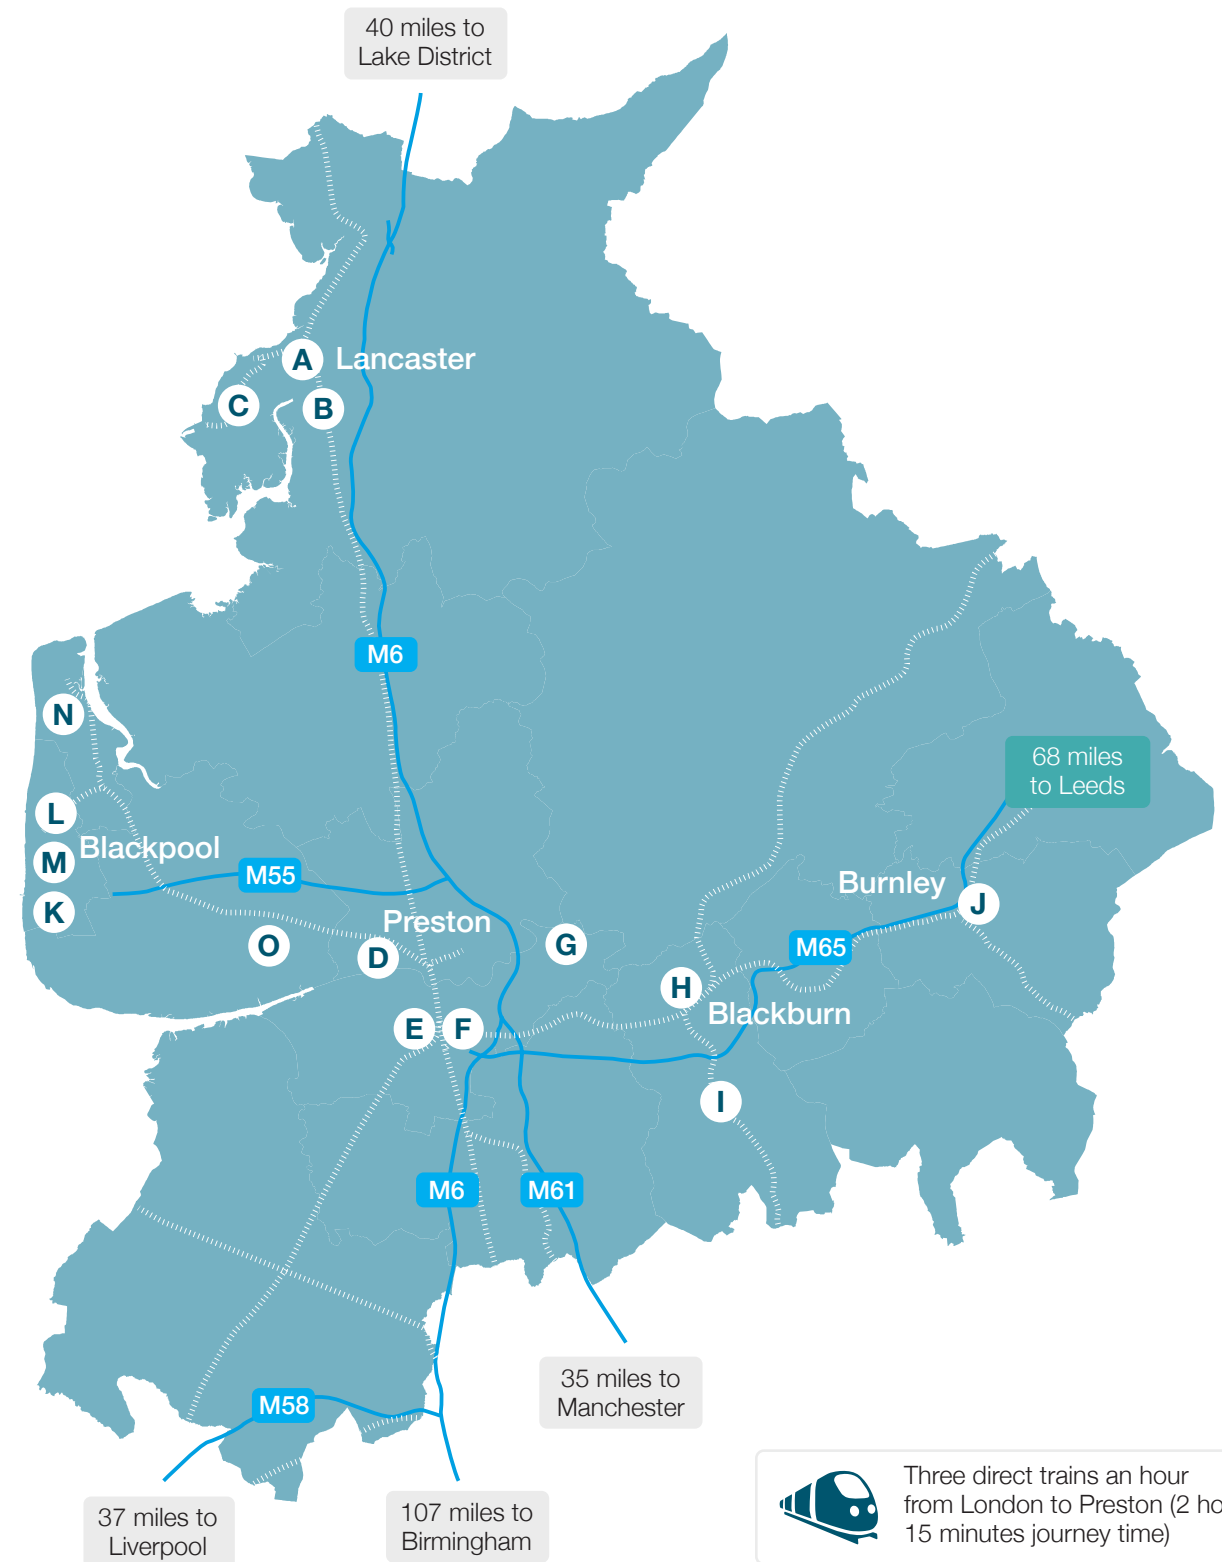 40 miles to
Lake District
A
Lancaster
C
B
M6
N
68 miles
to Leeds
L
Blackpool
M
M55
Burnley
K
J
Preston
O
D
G
M65
H
Blackburn
E
F
I
M6
M61
35 miles to
Manchester
M58
37 miles to
Liverpool
107 miles to
Birmingham
Three direct trains an hour
from London to Preston (2
15 minutes journey time)